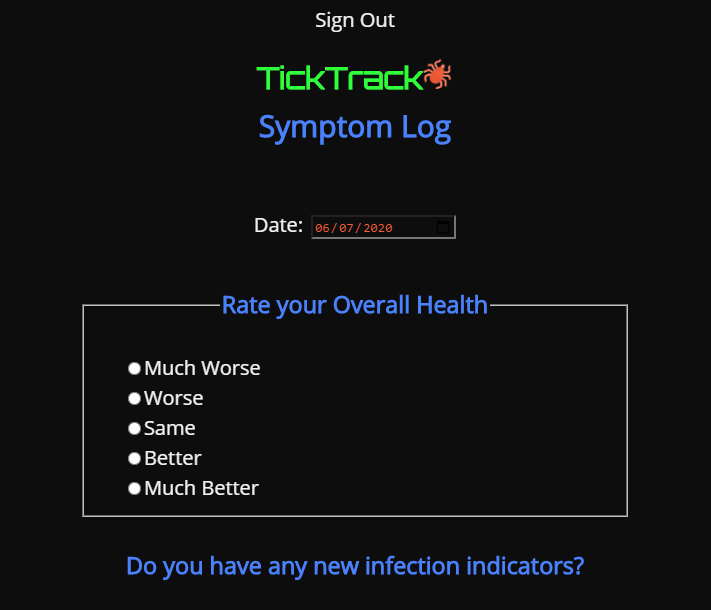 Sign Out
TickTrack
Symptom Log
Date: 06/07/2020
Rate your Overall Health
Much Worse
Worse
Same
Better
Much Better
Do you have any new infection indicators?